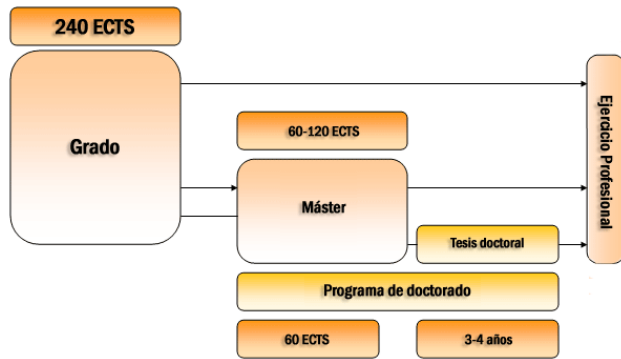 240 ECTS
Grado
60-120 ECTS
Máster
Tesis doctoral
Ejercicio Profesional
Programa de doctorado
60 ECTS
3-4 años